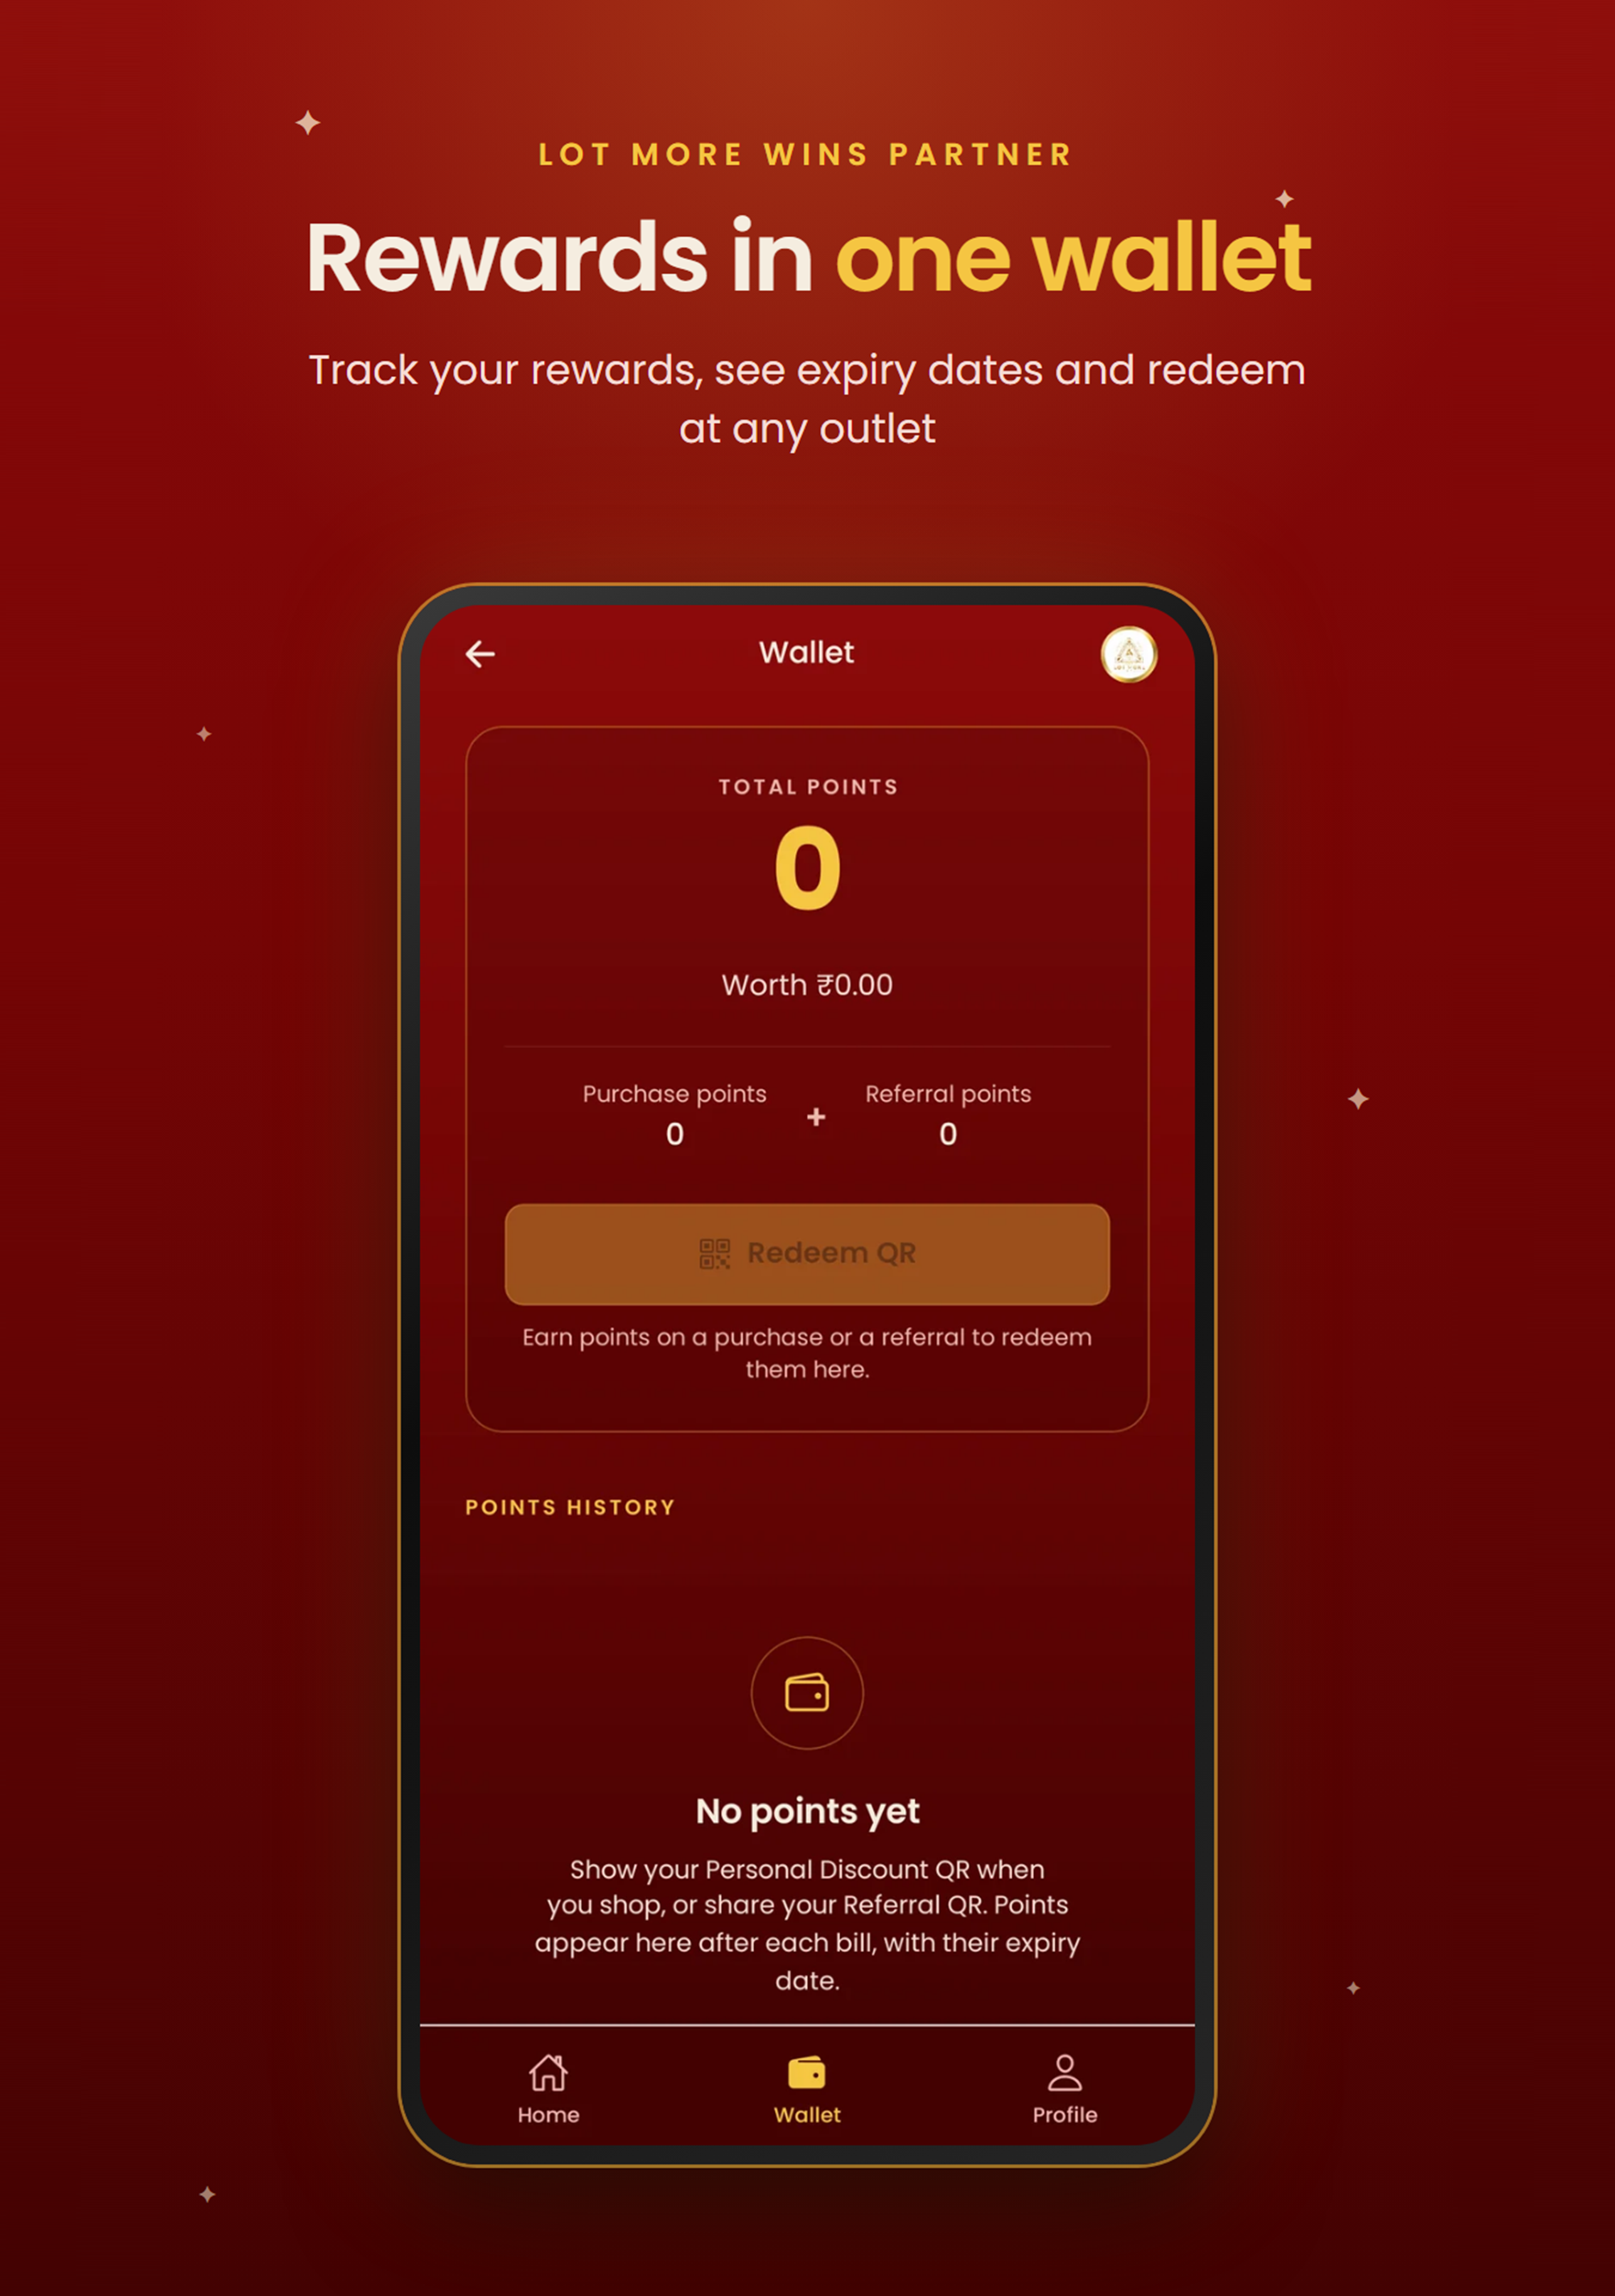 LOT MORE WINS PARTNER
Rewards in one wallet
Track your rewards, see expiry dates and redeem
at any outlet
Wallet
TOTAL POINTS
0
Worth ₹0.00
Purchase points + Referral points
0 0
Redeem QR
Earn points on a purchase or a referral to redeem
them here.
POINTS HISTORY
No points yet
Show your Personal Discount QR when
you shop, or share your Referral QR. Points
appear here after each bill, with their expiry
date.
Home Wallet Profile